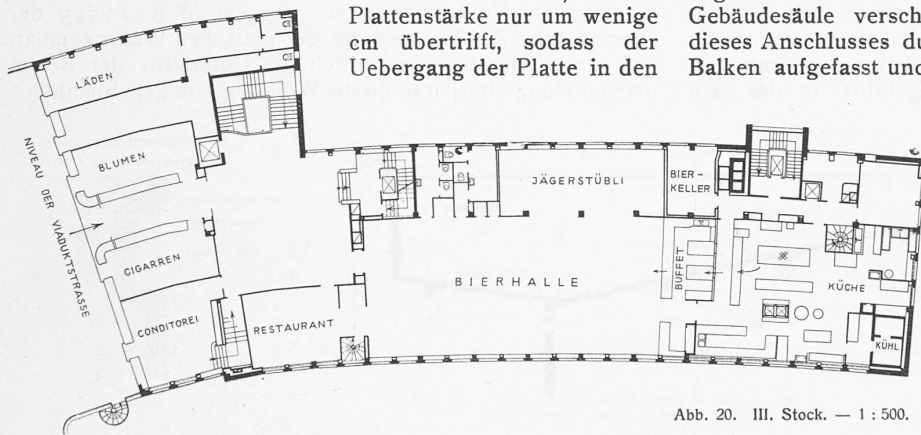 Plattenstärke nur um wenige
cm übertrifft, sodass der
Uebergang der Platte in den
Gebäudesäule versch
dieses Anschlusses du
Balken aufgefasst und
LÄDEN
BLUMEN
NIVEAU DER VIADUKTSTRASSE
CIGARREN
CONDITOREI
RESTAURANT
JÄGERSTÜBLI
BIER-
KELLER
BIERHALLE
BUFFET
KÜCHE
KÜHL
Abb. 20. III. Stock. — 1 : 500.